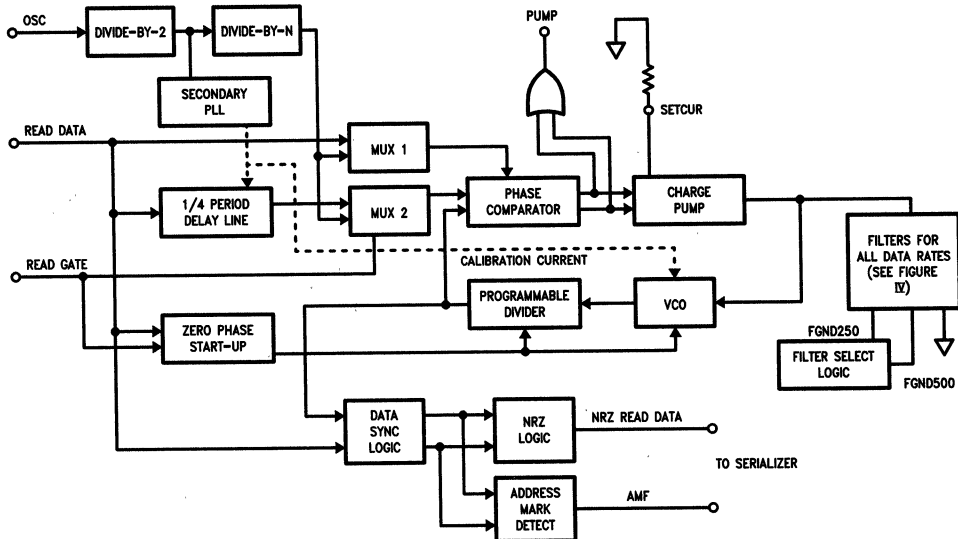 OSC
DIVIDE-BY-2
DIVIDE-BY-N
PUMP
SECONDARY
PLL
SETCUR
READ DATA
MUX 1
1/4 PERIOD
DELAY LINE
MUX 2
PHASE
COMPARATOR
CHARGE
PUMP
READ GATE
CALIBRATION CURRENT
FILTERS FOR
ALL DATA RATES
(SEE FIGURE
IV)
PROGRAMMABLE
DIVIDER
VCO
ZERO PHASE
START-UP
FGND250
FILTER SELECT
LOGIC
FGND500
DATA
SYNC
LOGIC
NRZ
LOGIC
NRZ READ DATA
TO SERIALIZER
ADDRESS
MARK
DETECT
AMF